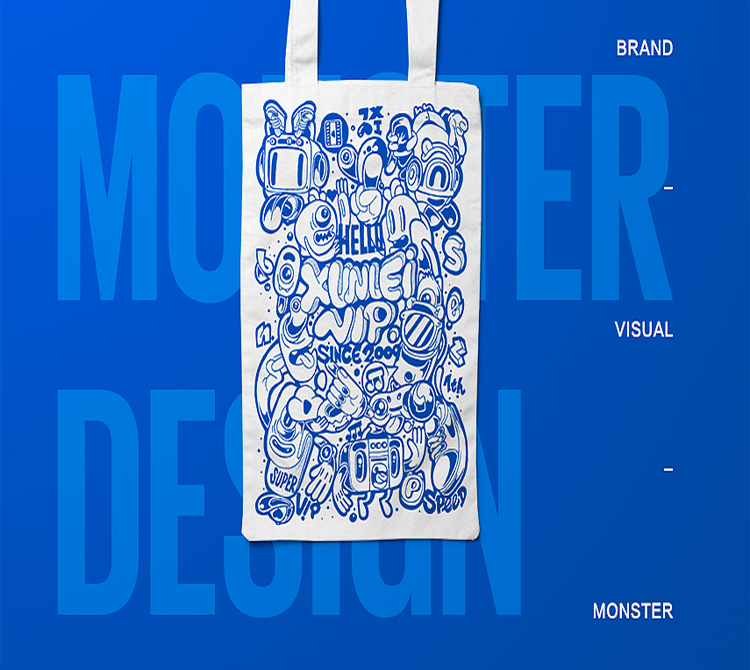 BRAND
MONSTER
HELLO
XUNLEI
VIP
SINCE 2009
VISUAL
DESIGN
SUPER
VIP
SPEED
MONSTER